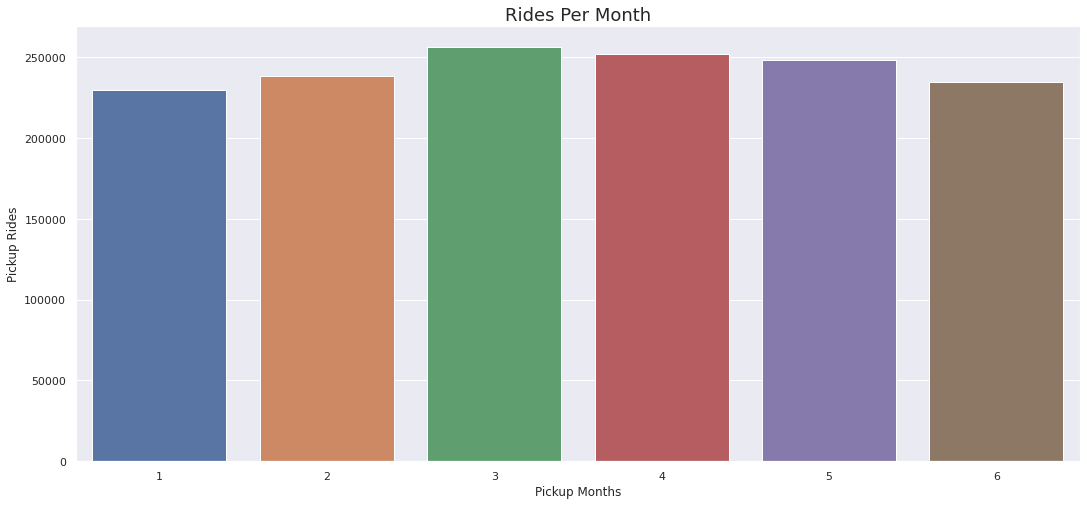 Rides Per Month
250000
200000
150000
100000
50000
0
Pickup Rides
1 2 3 4 5 6
Pickup Months